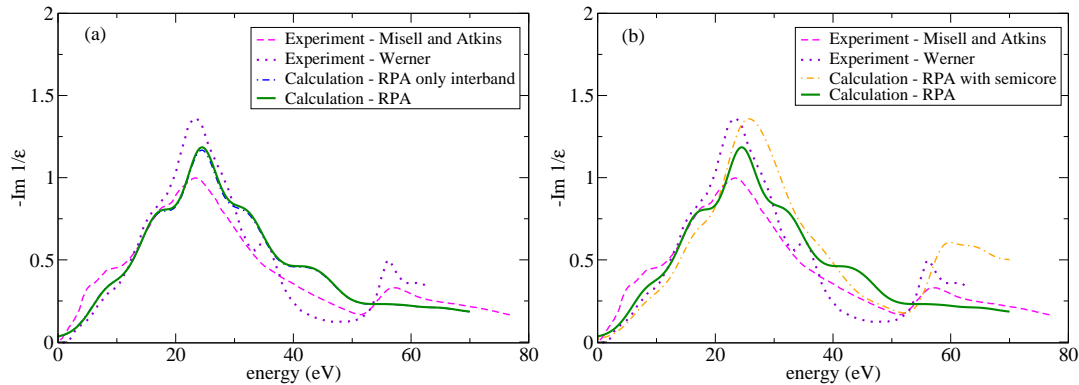 (a)
Experiment - Misell and Atkins
Experiment - Werner
Calculation - RPA only interband
Calculation - RPA
2
1.5
1
0.5
0
-Im 1/ε
0 20 40 60 80
energy (eV)
(b)
Experiment - Misell and Atkins
Experiment - Werner
Calculation - RPA with semicore
Calculation - RPA
2
1.5
1
0.5
0
-Im 1/ε
0 20 40 60 80
energy (eV)